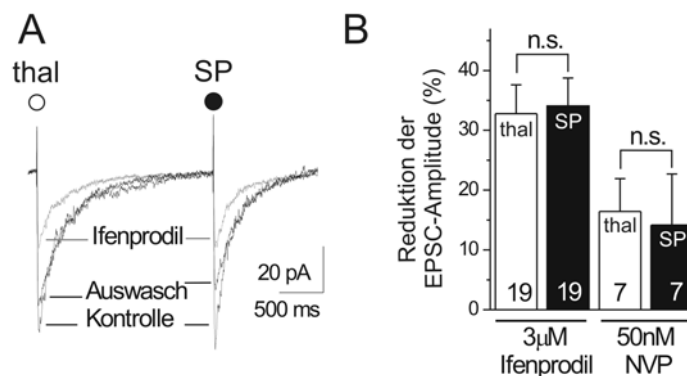 A
thal
SP
Ifenprodil
Auswasch
Kontrolle
20 pA
500 ms
B
Reduktion der
EPSC-Amplitude (%)
40
30
20
10
0
n.s.
n.s.
thal
SP
thal
SP
19
19
7
7
3µM
Ifenprodil
50nM
NVP